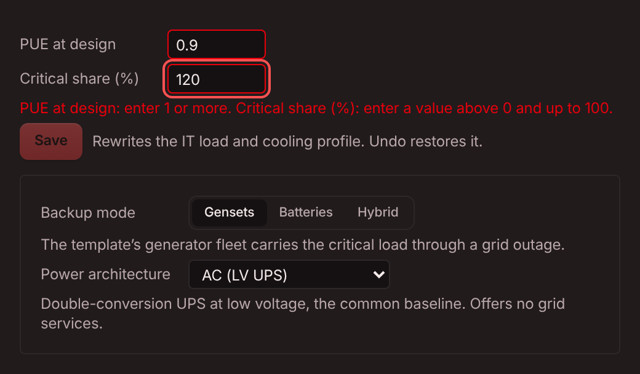 PUE at design
0.9
Critical share (%)
120
PUE at design: enter 1 or more. Critical share (%): enter a value above 0 and up to 100.
Save
Rewrites the IT load and cooling profile. Undo restores it.
Backup mode
Gensets Batteries Hybrid
The template’s generator fleet carries the critical load through a grid outage.
Power architecture
AC (LV UPS)
Double-conversion UPS at low voltage, the common baseline. Offers no grid
services.